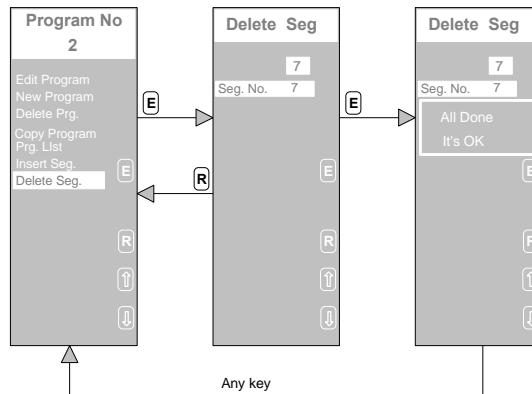 Program No
2
Edit Program
New Program
Delete Prg.
Copy Program
Prg. LIst
Insert Seg.
Delete Seg.
E
R
⇧
⇩
E
R
Delete Seg
7
Seg. No. 7
E
R
⇧
⇩
E
Delete Seg
7
Seg. No. 7
All Done
It's OK
E
R
⇧
⇩
Any key